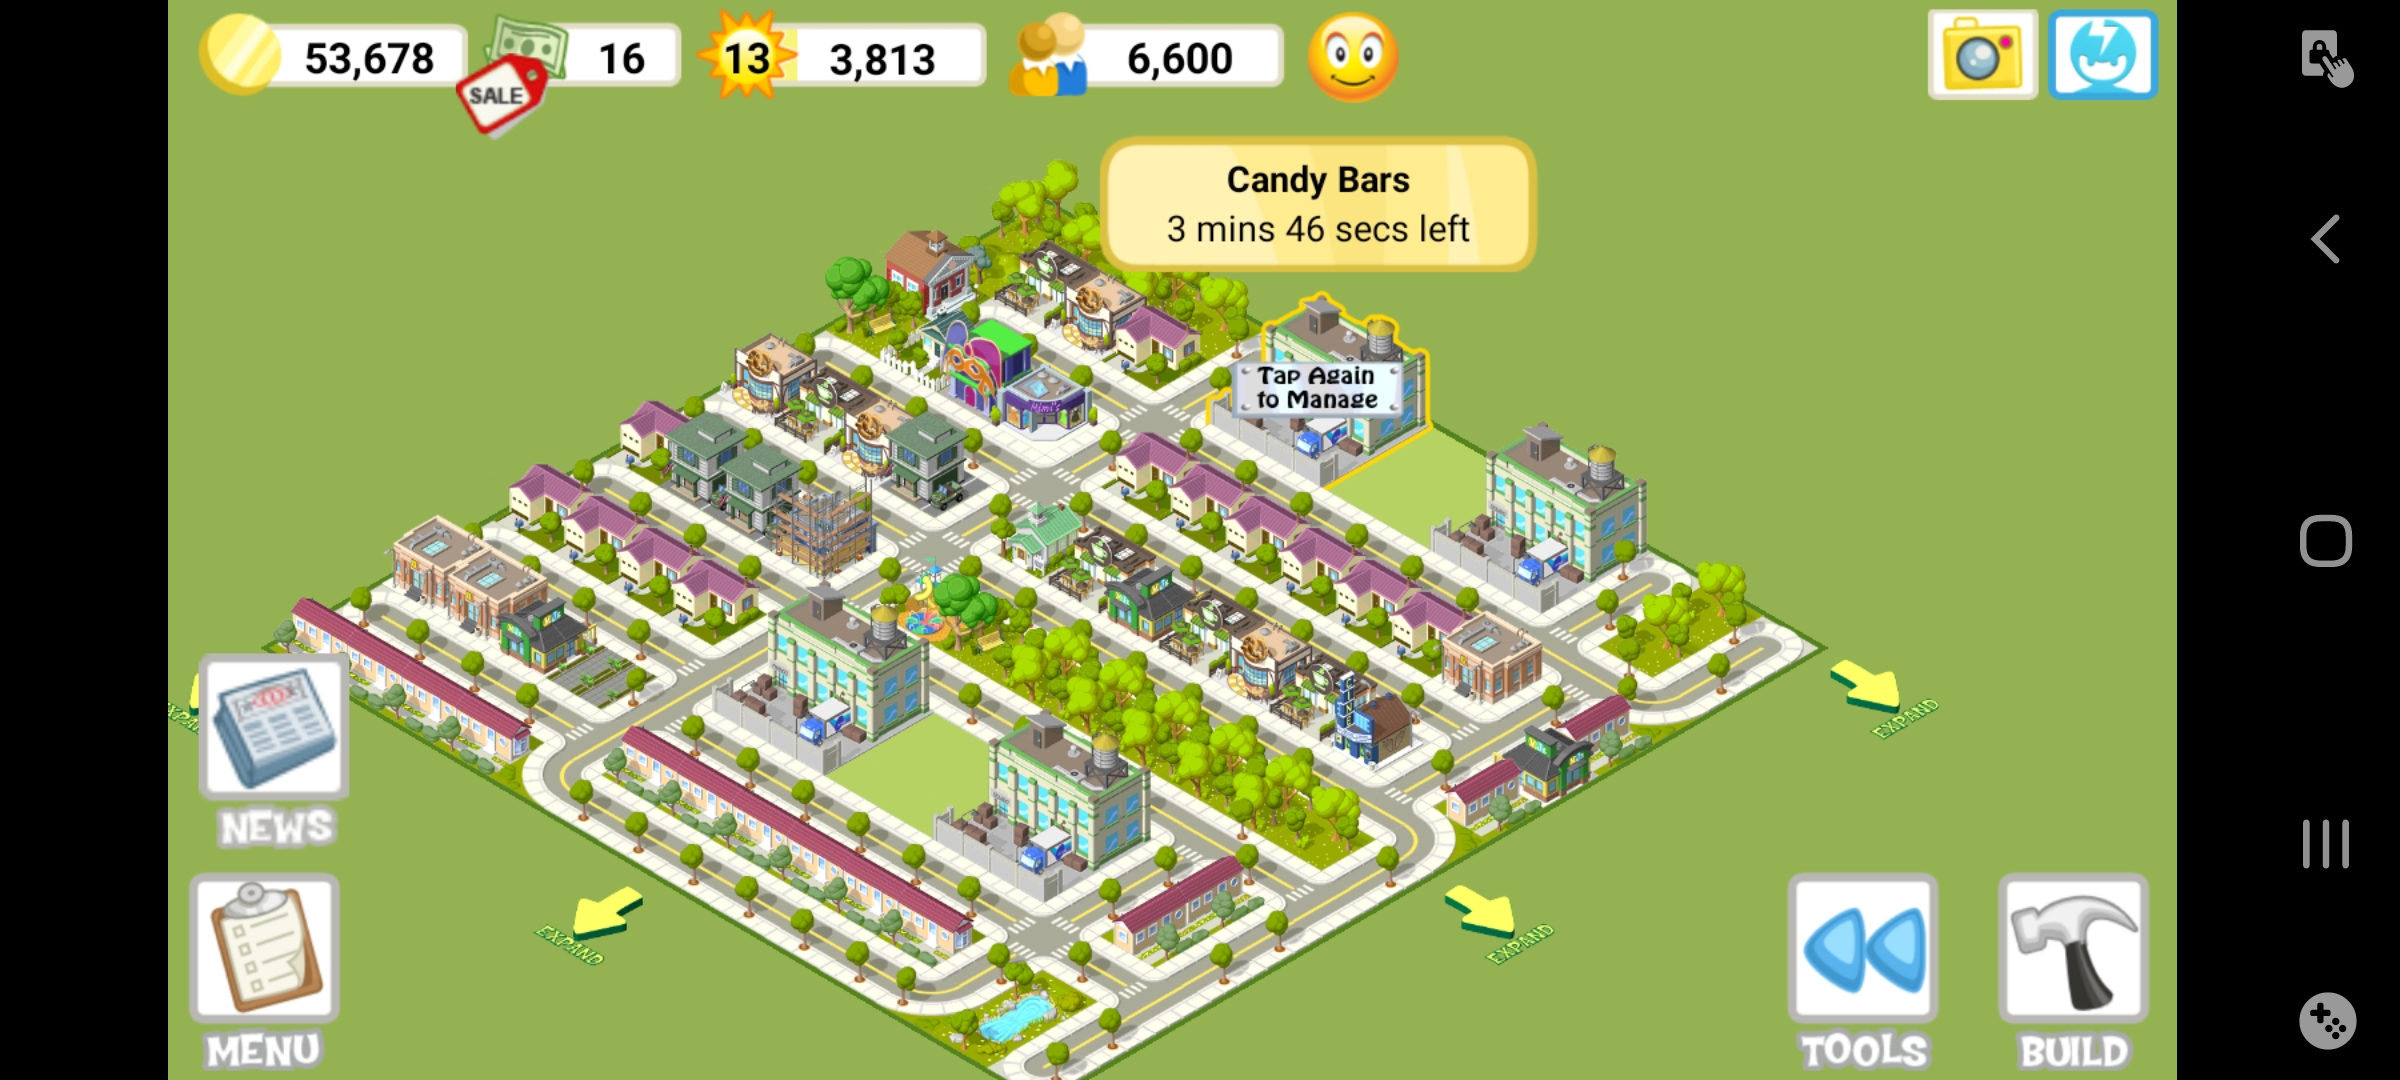 53,678
16
13
3,813
6,600
SALE
Candy Bars
3 mins 46 secs left
Tap Again
to Manage
Mimi's
EXPAND
EXPAND
EXPAND
NEWS
MENU
TOOLS
BUILD